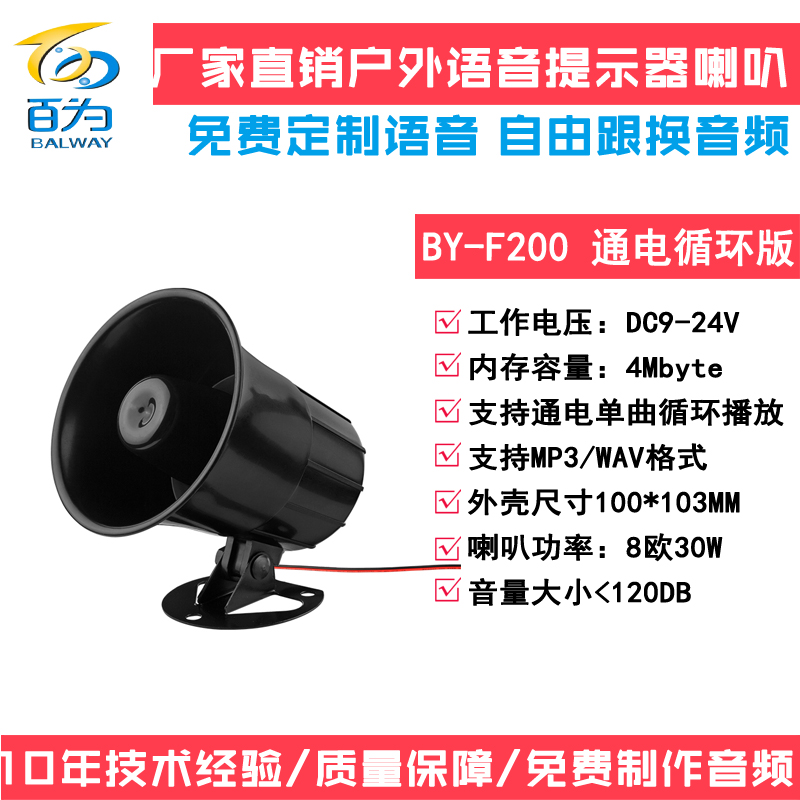 厂家直销户外语音提示器喇叭
百为
BALWAY
免费定制语音 自由跟换音频
BY-F200 通电循环版
工作电压：DC9-24V
内存容量：4Mbyte
支持通电单曲循环播放
支持MP3/WAV格式
外壳尺寸100*103MM
喇叭功率：8欧30W
音量大小<120DB
10年技术经验/质量保障/免费制作音频